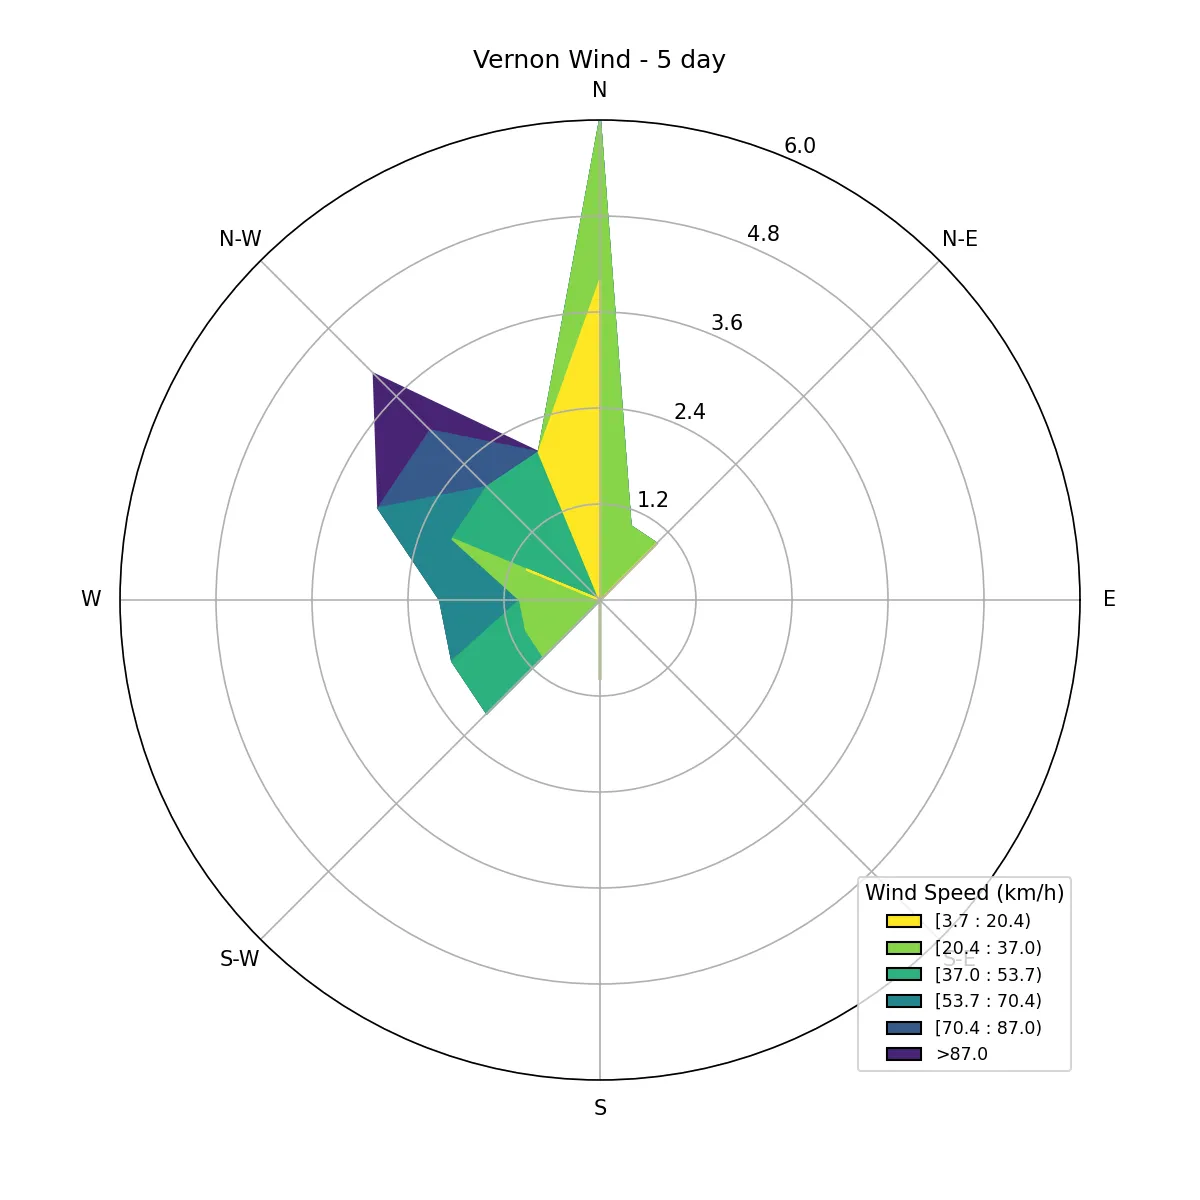 Vernon Wind - 5 day
N
6.0
N-W
4.8
N-E
3.6
2.4
1.2
W
E
S-W
S-E
S
Wind Speed (km/h)
[3.7 : 20.4)
[20.4 : 37.0)
[37.0 : 53.7)
[53.7 : 70.4)
[70.4 : 87.0)
>87.0